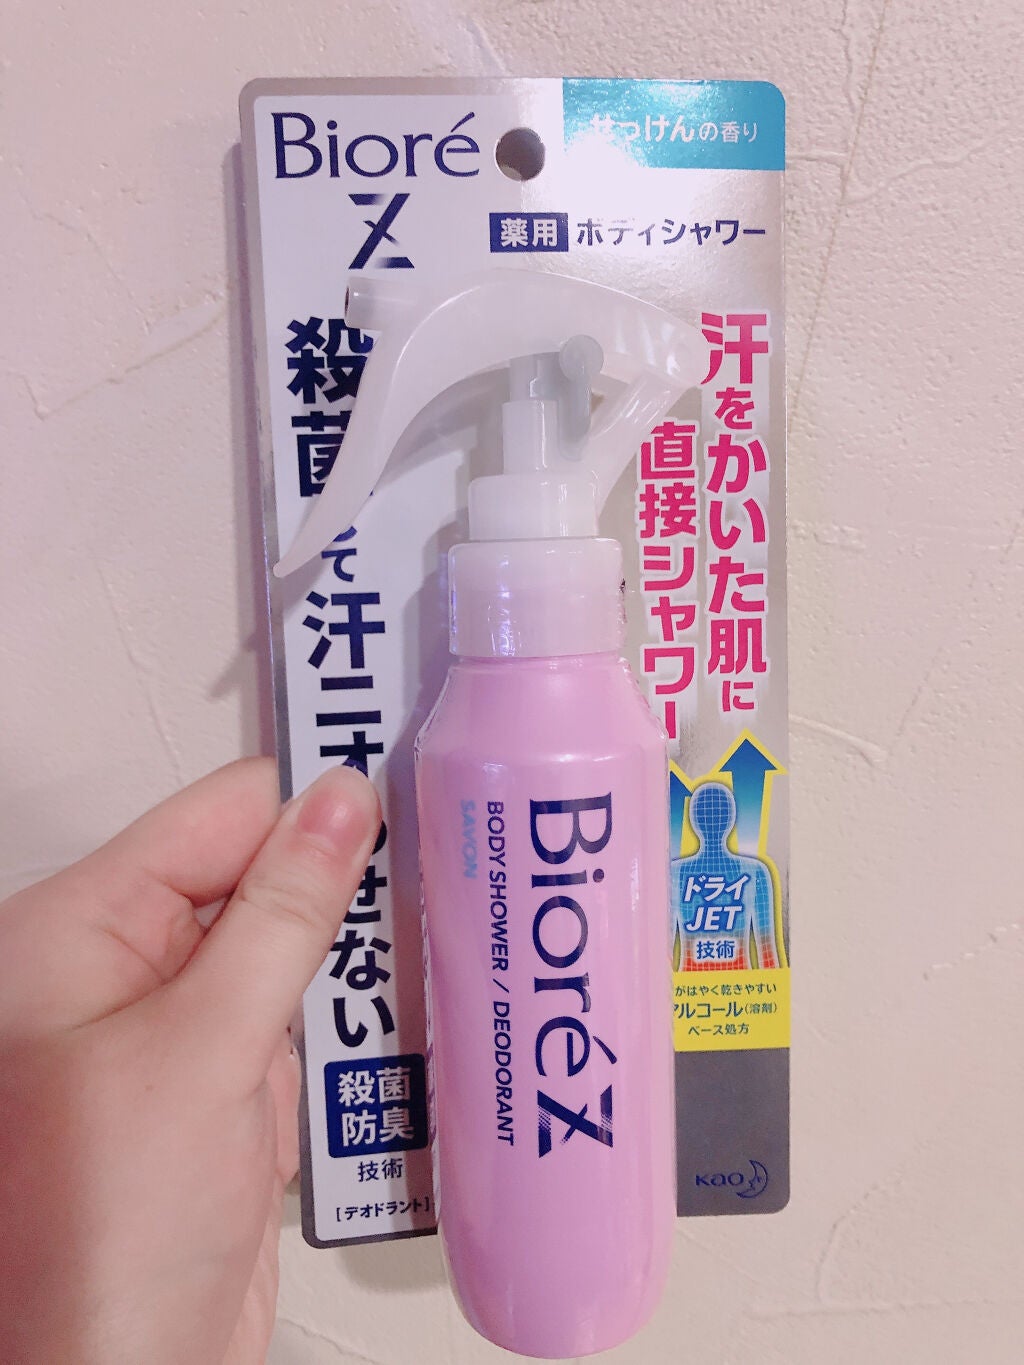 Bioré
Z
せっけんの香り
薬用 ボディシャワー
汗をかいた肌に
直接シャワー
殺菌して
汗ニオわせない
殺菌
防臭
技術
[デオドラント]
ドライ
JET
技術
がはやく乾きやすい
アルコール(溶剤)
ベース処方
Kao
BioréZ
BODY SHOWER / DEODORANT
SAVON